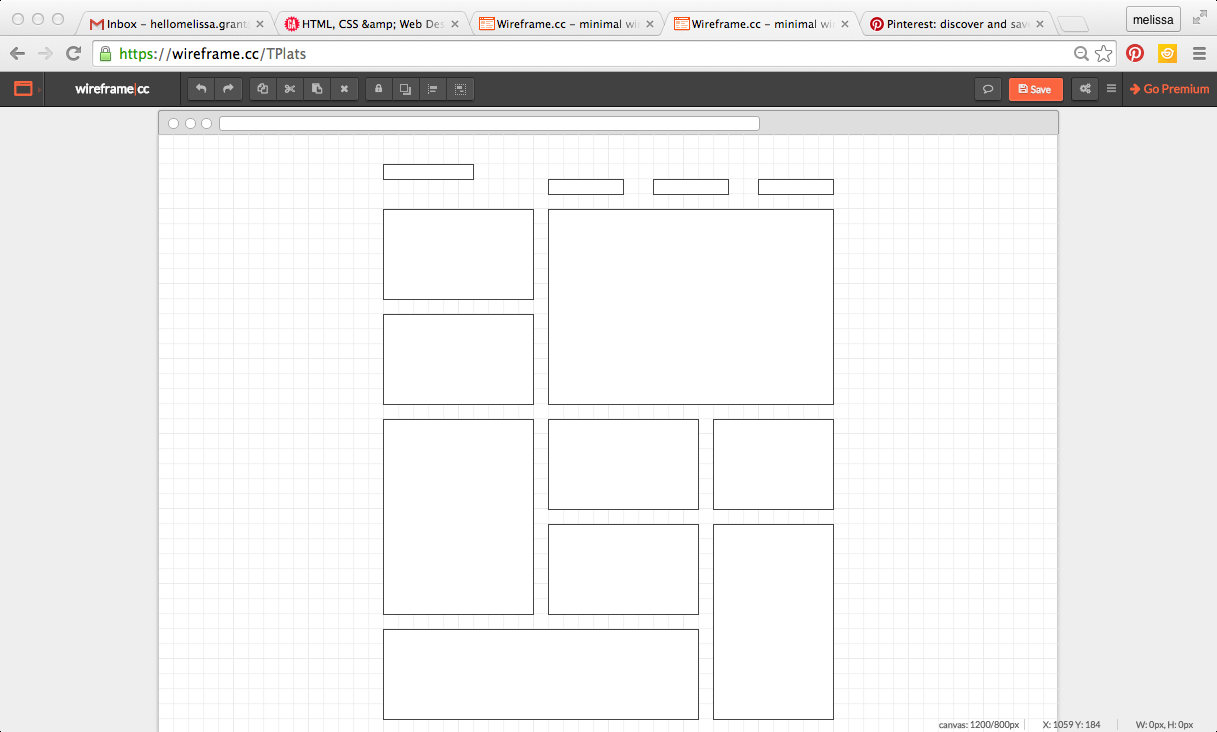 Inbox – hellomelissa.grant
HTML, CSS &amp; Web Des
Wireframe.cc – minimal wi
Wireframe.cc – minimal wi
Pinterest: discover and save
melissa
https://wireframe.cc/TPlats
wireframe|cc
Save
Go Premium
canvas: 1200/800px
X: 1059 Y: 184
W: 0px, H: 0px